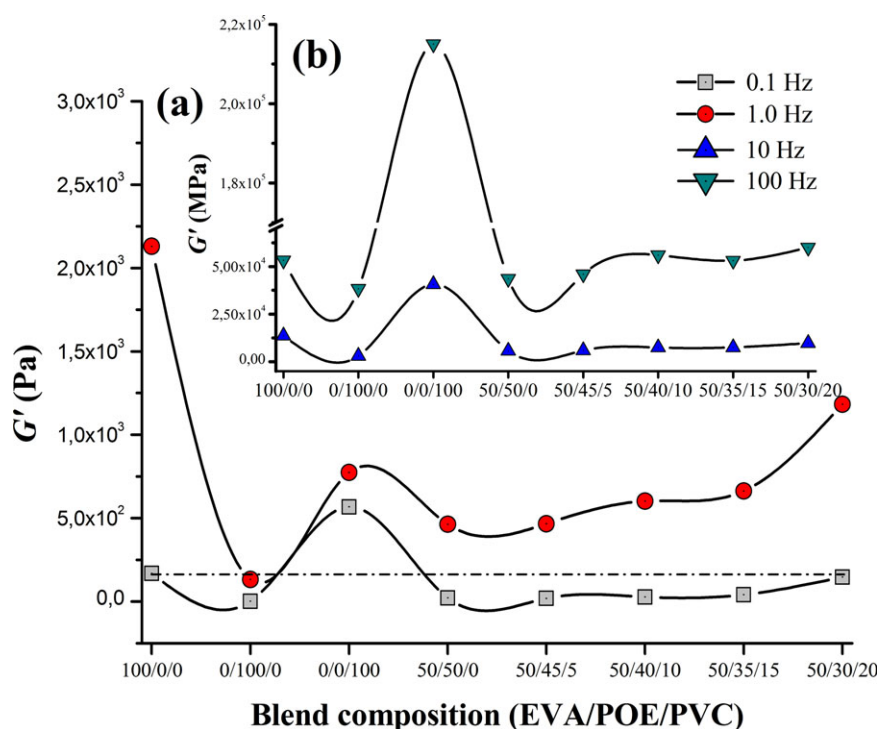 (a)
G′ (Pa)
3,0x10³
2,5x10³
2,0x10³
1,5x10³
1,0x10³
5,0x10²
0,0
100/0/0 0/100/0 0/0/100 50/50/0 50/45/5 50/40/10 50/35/15 50/30/20
Blend composition (EVA/POE/PVC)
(b)
G′ (MPa)
2,2x10⁵
2,0x10⁵
1,8x10⁵
5,00x10⁴
2,50x10⁴
0,00
100/0/0 0/100/0 0/0/100 50/50/0 50/45/5 50/40/10 50/35/15 50/30/20
0.1 Hz
1.0 Hz
10 Hz
100 Hz